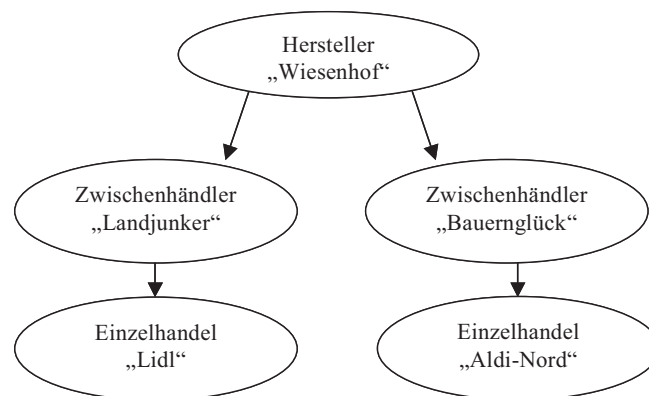 Hersteller
„Wiesenhof“
Zwischenhändler
„Landjunker“
Zwischenhändler
„Bauernglück“
Einzelhandel
„Lidl“
Einzelhandel
„Aldi-Nord“